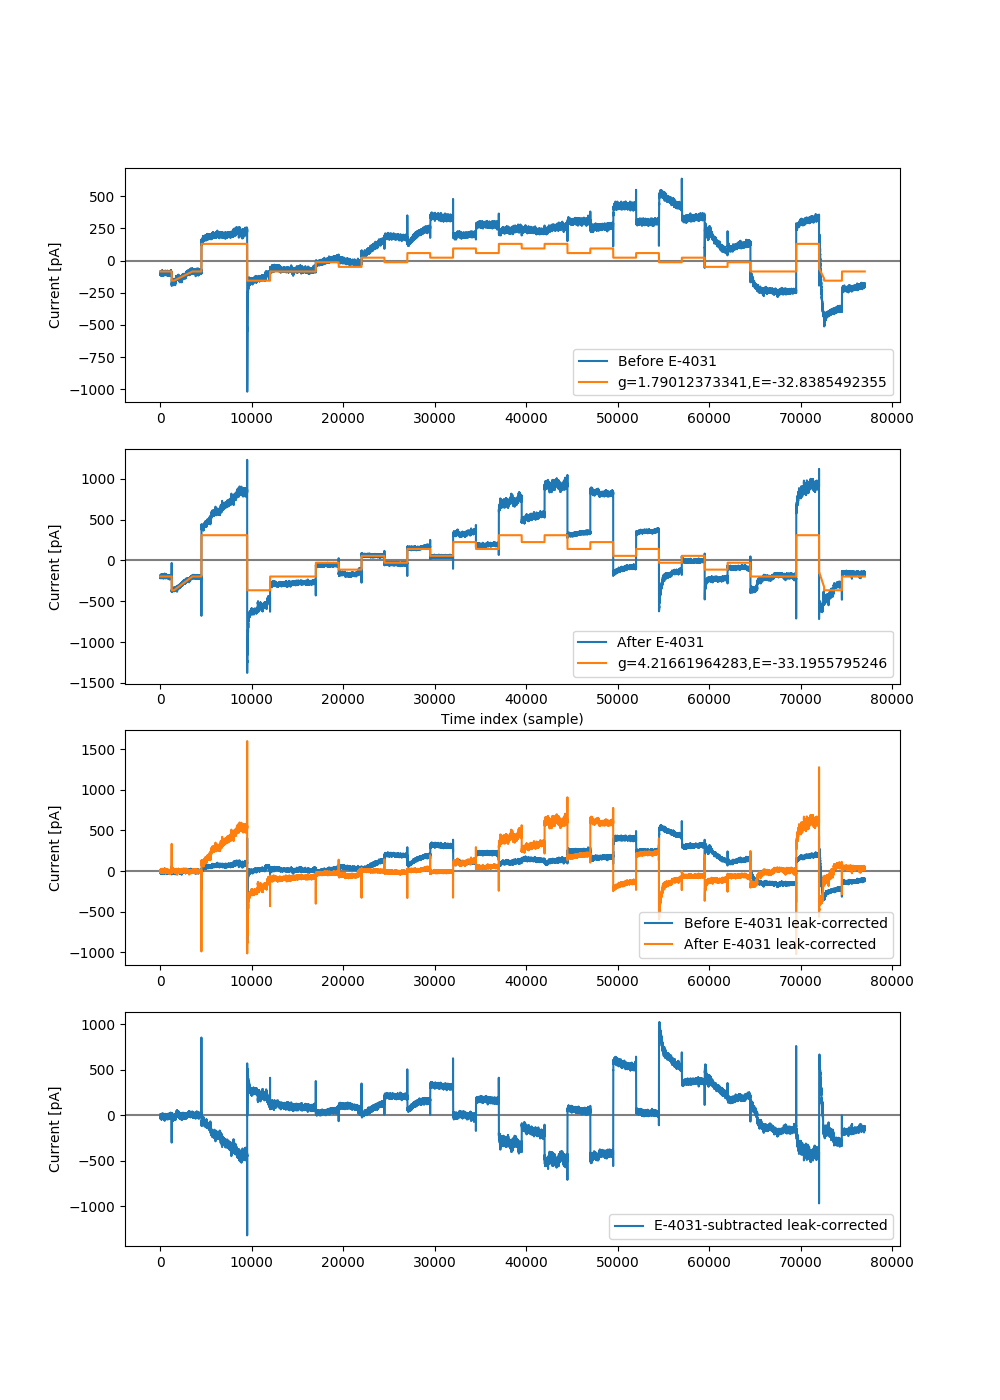 500
250
0
−250
−500
−750
−1000
Current [pA]
0 10000 20000 30000 40000 50000 60000 70000 80000
Before E-4031
g=1.79012373341,E=-32.8385492355
1000
500
0
−500
−1000
−1500
Current [pA]
0 10000 20000 30000 40000 50000 60000 70000 80000
Time index (sample)
After E-4031
g=4.21661964283,E=-33.1955795246
1500
1000
500
0
−500
−1000
Current [pA]
0 10000 20000 30000 40000 50000 60000 70000 80000
Before E-4031 leak-corrected
After E-4031 leak-corrected
1000
500
0
−500
−1000
Current [pA]
0 10000 20000 30000 40000 50000 60000 70000 80000
E-4031-subtracted leak-corrected